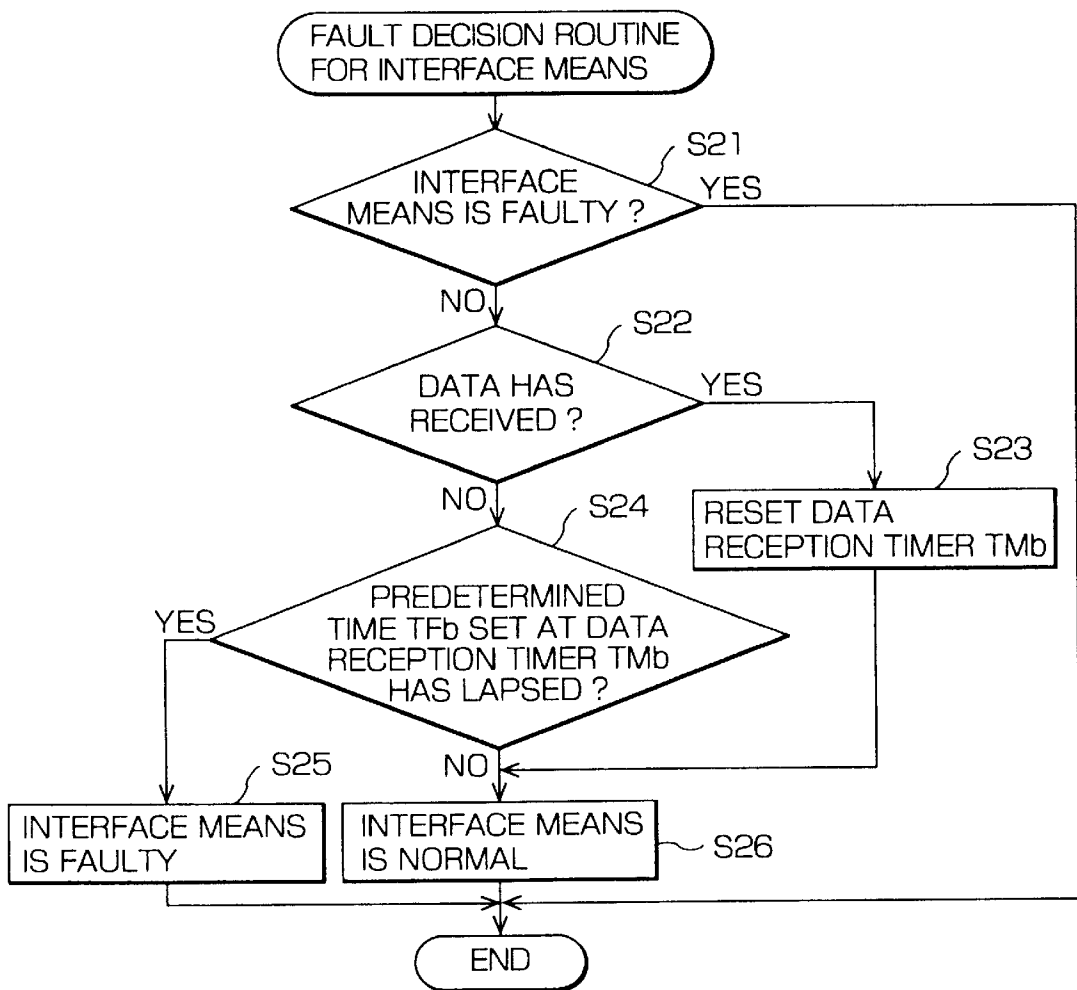 FAULT DECISION ROUTINE
FOR INTERFACE MEANS
S21
INTERFACE
MEANS IS FAULTY ?
YES
NO
S22
DATA HAS
RECEIVED ?
YES
NO
S23
RESET DATA
RECEPTION TIMER TMb
S24
PREDETERMINED
TIME TFb SET AT DATA
RECEPTION TIMER TMb
HAS LAPSED ?
YES
NO
S25
INTERFACE MEANS
IS FAULTY
INTERFACE MEANS
IS NORMAL
S26
END